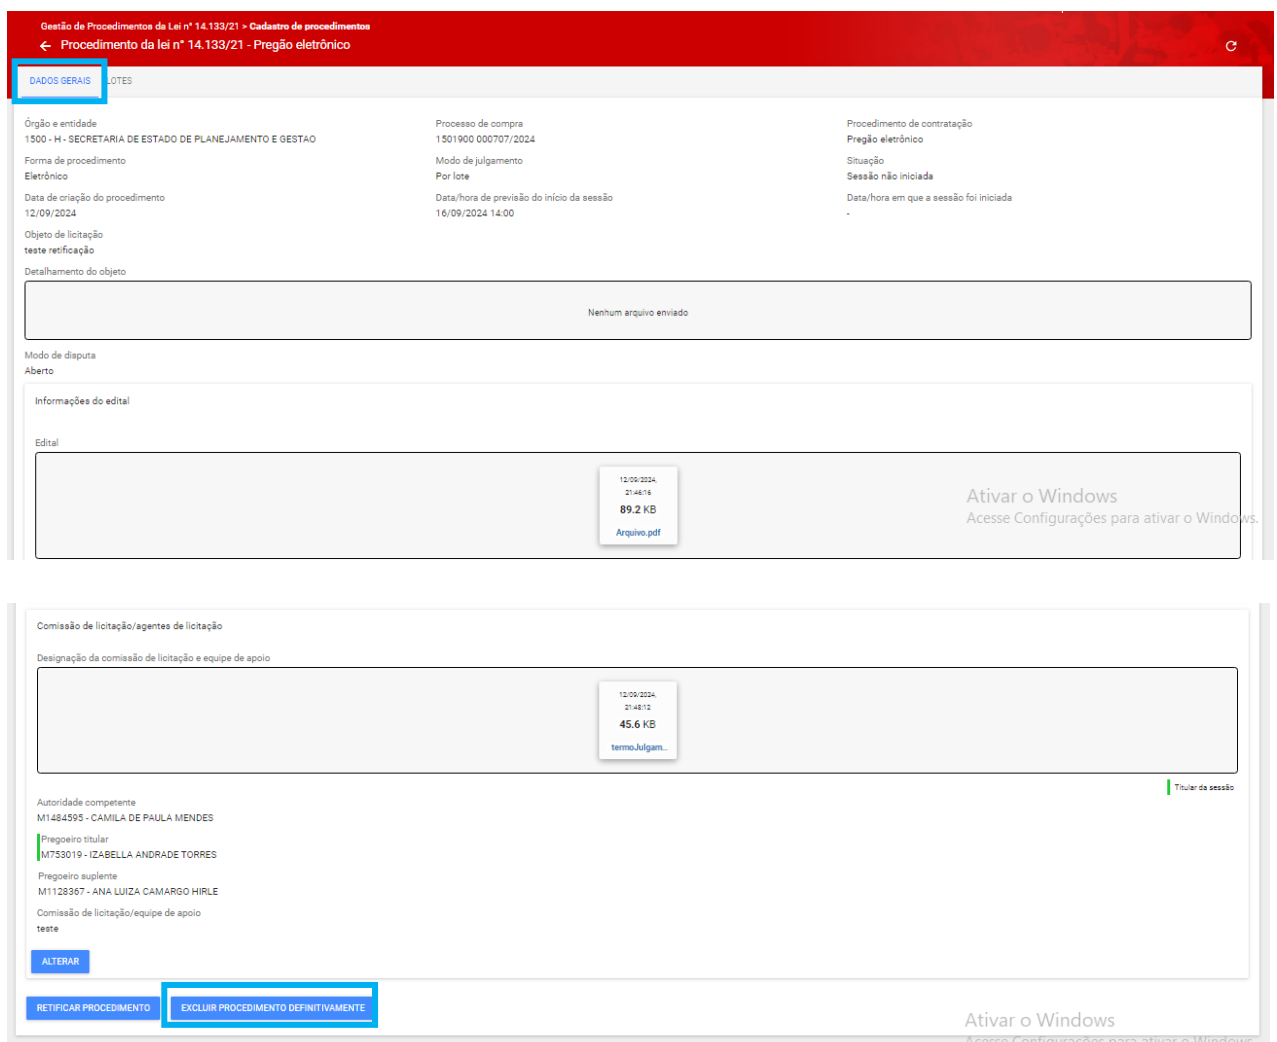 Gestão de Procedimentos da Lei n° 14.133/21 > Cadastro de procedimentos
Procedimento da lei n° 14.133/21 - Pregão eletrônico
DADOS GERAIS LOTES
Órgão e entidade
1500 - H - SECRETARIA DE ESTADO DE PLANEJAMENTO E GESTAO
Processo de compra
1501900 000707/2024
Procedimento de contratação
Pregão eletrônico
Forma de procedimento
Eletrônico
Modo de julgamento
Por lote
Situação
Sessão não iniciada
Data de criação do procedimento
12/09/2024
Data/hora de previsão do início da sessão
16/09/2024 14:00
Data/hora em que a sessão foi iniciada
-
Objeto de licitação
teste retificação
Detalhamento do objeto
Nenhum arquivo enviado
Modo de disputa
Aberto
Informações do edital
Edital
12/09/2024,
21:46:16
89.2 KB
Arquivo.pdf
Ativar o Windows
Acesse Configurações para ativar o Windows.
Comissão de licitação/agentes de licitação
Designação da comissão de licitação e equipe de apoio
12/09/2024,
21:48:12
45.6 KB
termoJulgam...
Titular da sessão
Autoridade competente
M1484595 - CAMILA DE PAULA MENDES
Pregoeiro titular
M753019 - IZABELLA ANDRADE TORRES
Pregoeiro suplente
M1128367 - ANA LUIZA CAMARGO HIRLE
Comissão de licitação/equipe de apoio
teste
ALTERAR
RETIFICAR PROCEDIMENTO EXCLUIR PROCEDIMENTO DEFINITIVAMENTE
Ativar o Windows
Acesse Configurações para ativar o Windows.